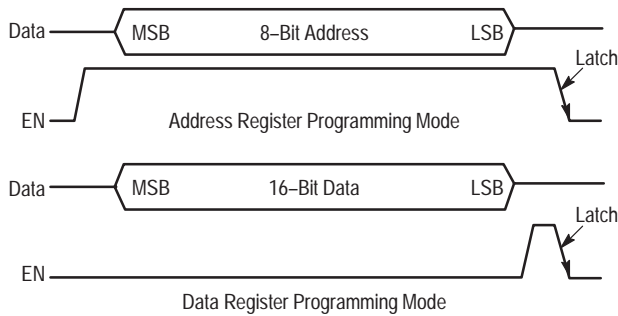 Data MSB 8–Bit Address LSB
Latch
EN Address Register Programming Mode
Data MSB 16–Bit Data LSB
Latch
EN
Data Register Programming Mode